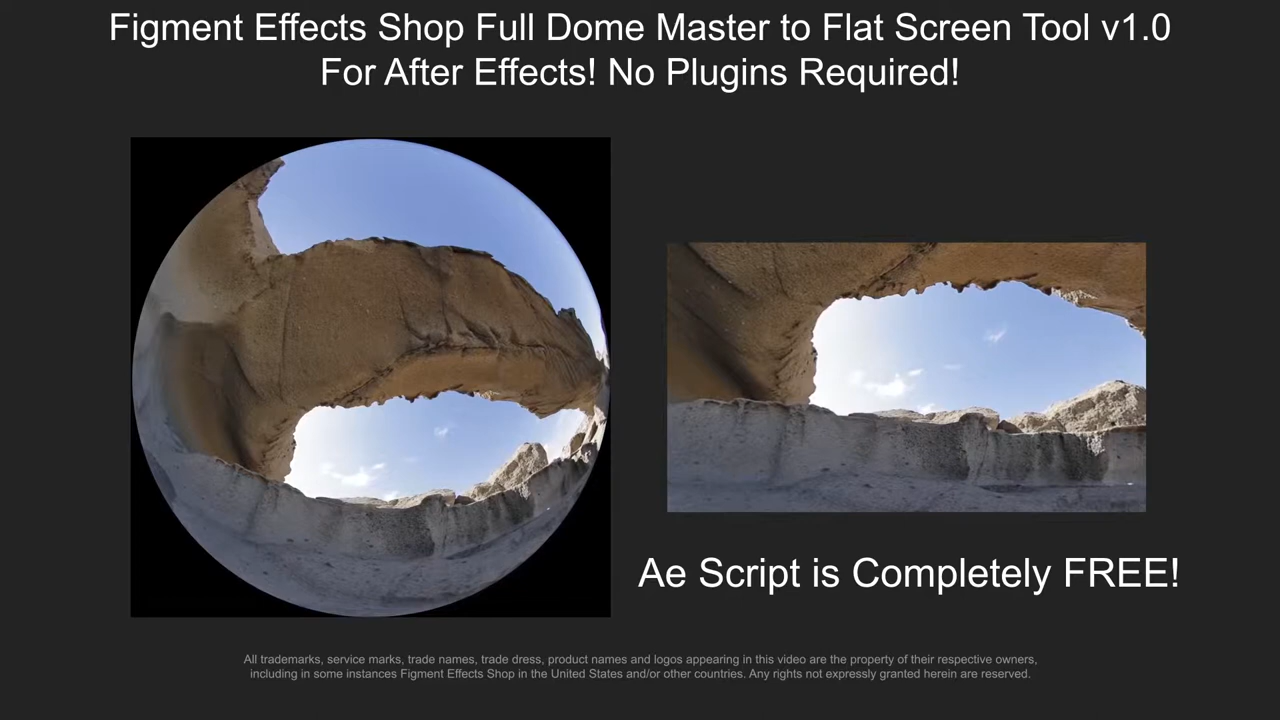 Figment Effects Shop Full Dome Master to Flat Screen Tool v1.0
For After Effects! No Plugins Required!
Ae Script is Completely FREE!
All trademarks, service marks, trade names, trade dress, product names and logos appearing in this video are the property of their respective owners,
including in some instances Figment Effects Shop in the United States and/or other countries. Any rights not expressly granted herein are reserved.